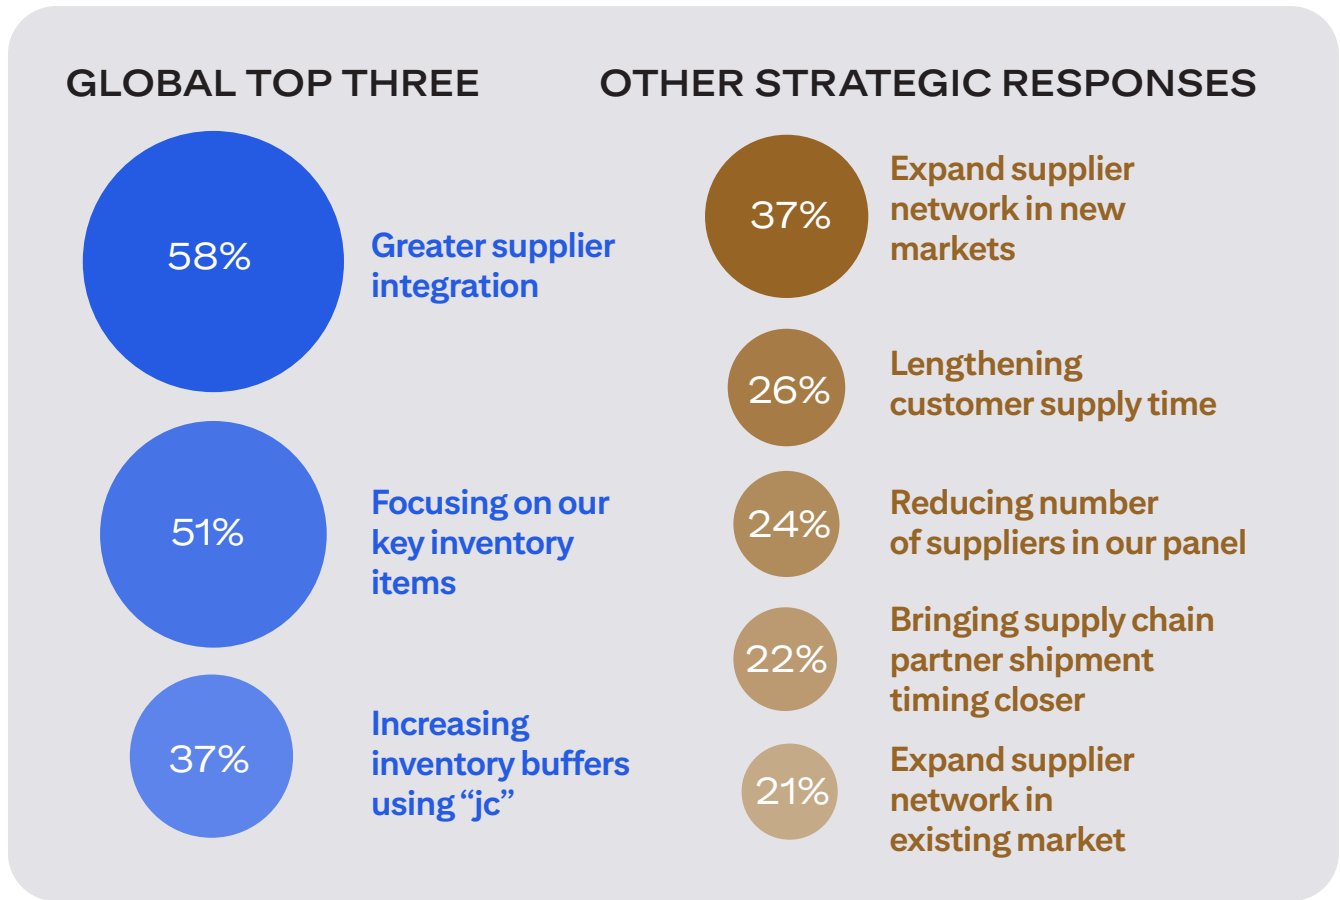 GLOBAL TOP THREE
58%
Greater supplier
integration
51%
Focusing on our
key inventory
items
37%
Increasing
inventory buffers
using “jc”
OTHER STRATEGIC RESPONSES
37%
Expand supplier
network in new
markets
26%
Lengthening
customer supply time
24%
Reducing number
of suppliers in our panel
22%
Bringing supply chain
partner shipment
timing closer
21%
Expand supplier
network in
existing market